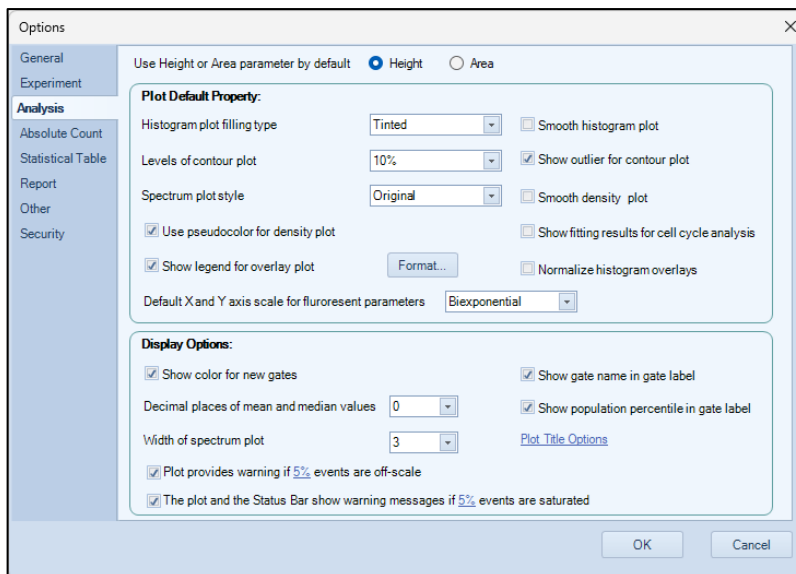 Options
General
Experiment
Analysis
Absolute Count
Statistical Table
Report
Other
Security
Use Height or Area parameter by default Height Area
Plot Default Property:
Histogram plot filling type Tinted Smooth histogram plot
Levels of contour plot 10% Show outlier for contour plot
Spectrum plot style Original Smooth density plot
Use pseudocolor for density plot Show fitting results for cell cycle analysis
Show legend for overlay plot Format... Normalize histogram overlays
Default X and Y axis scale for fluroresent parameters Biexponential
Display Options:
Show color for new gates Show gate name in gate label
Decimal places of mean and median values 0 Show population percentile in gate label
Width of spectrum plot 3 Plot Title Options
Plot provides warning if 5% events are off-scale
The plot and the Status Bar show warning messages if 5% events are saturated
OK Cancel